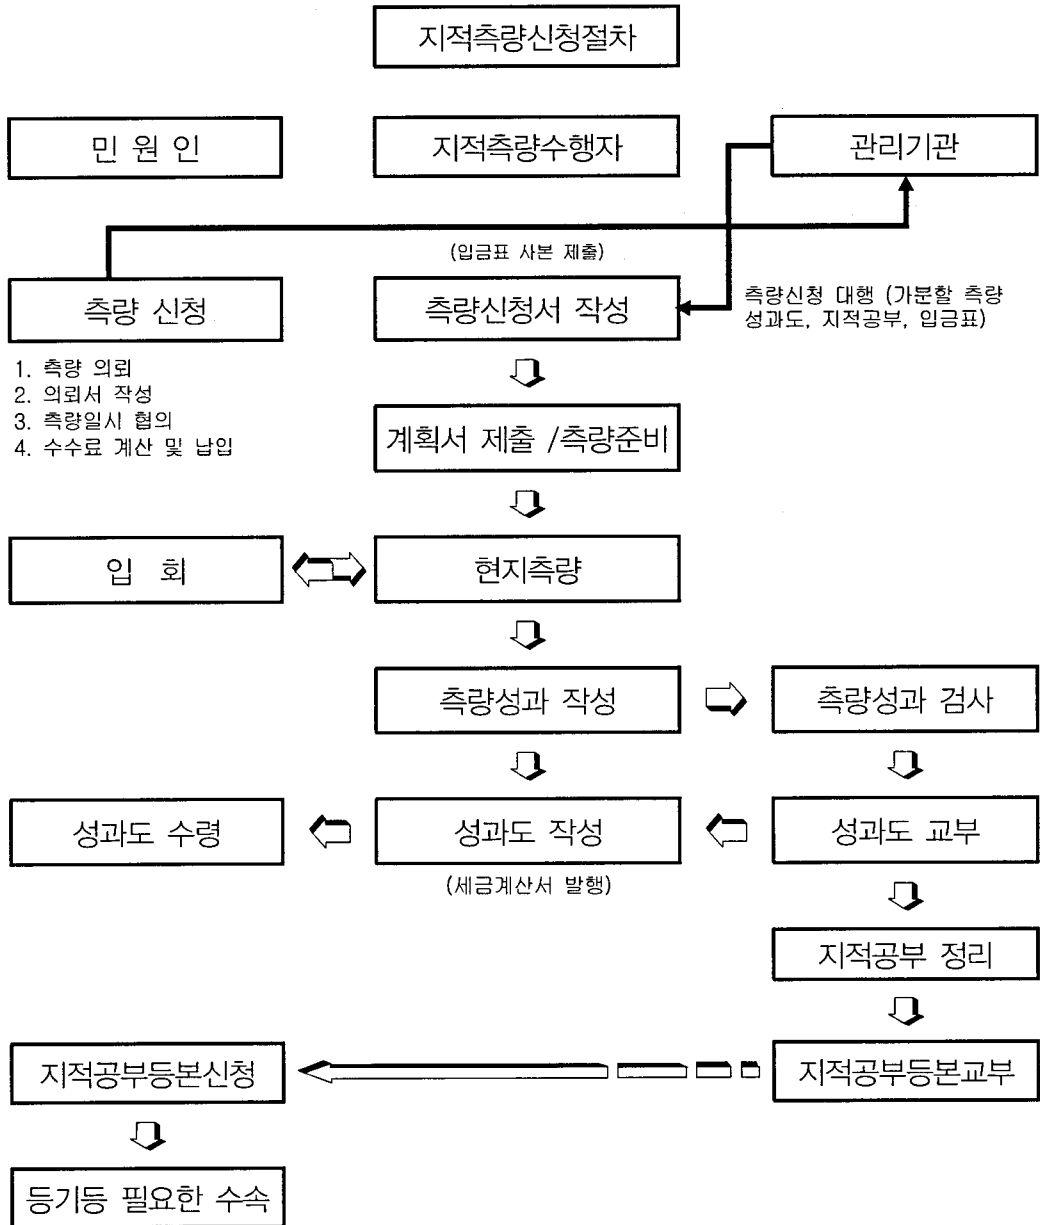 지적측량신청절차
민 원 인
지적측량수행자
관리기관
(입금표 사본 제출)
측량 신청
측량신청서 작성
측량신청 대행 (가분할 측량
성과도, 지적공부, 입금표)
1. 측량 의뢰
2. 의뢰서 작성
3. 측량일시 협의
4. 수수료 계산 및 납입
계획서 제출 /측량준비
입 회
현지측량
측량성과 작성
측량성과 검사
성과도 수령
성과도 작성
성과도 교부
(세금계산서 발행)
지적공부 정리
지적공부등본신청
지적공부등본교부
등기등 필요한 수속